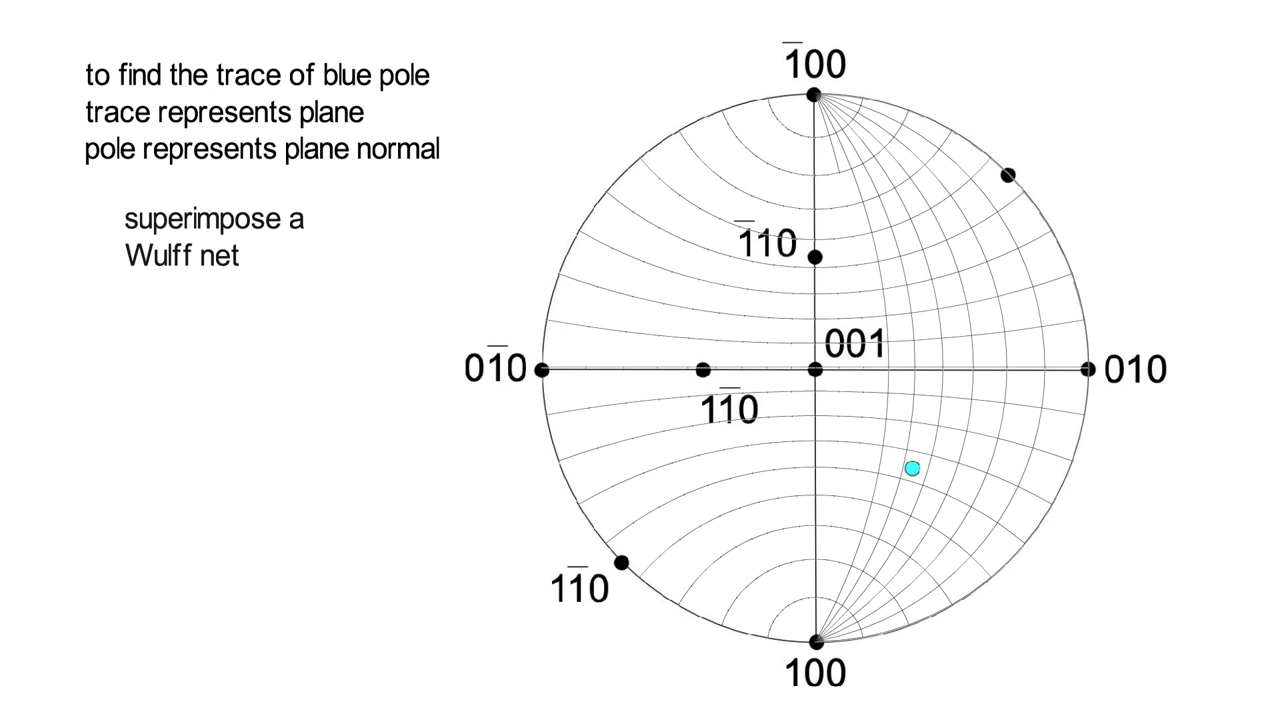 to find the trace of blue pole
trace represents plane
pole represents plane normal
superimpose a
Wulff net
1̅00
1̅10
001
01̅0
010
11̅0
11̅0
100